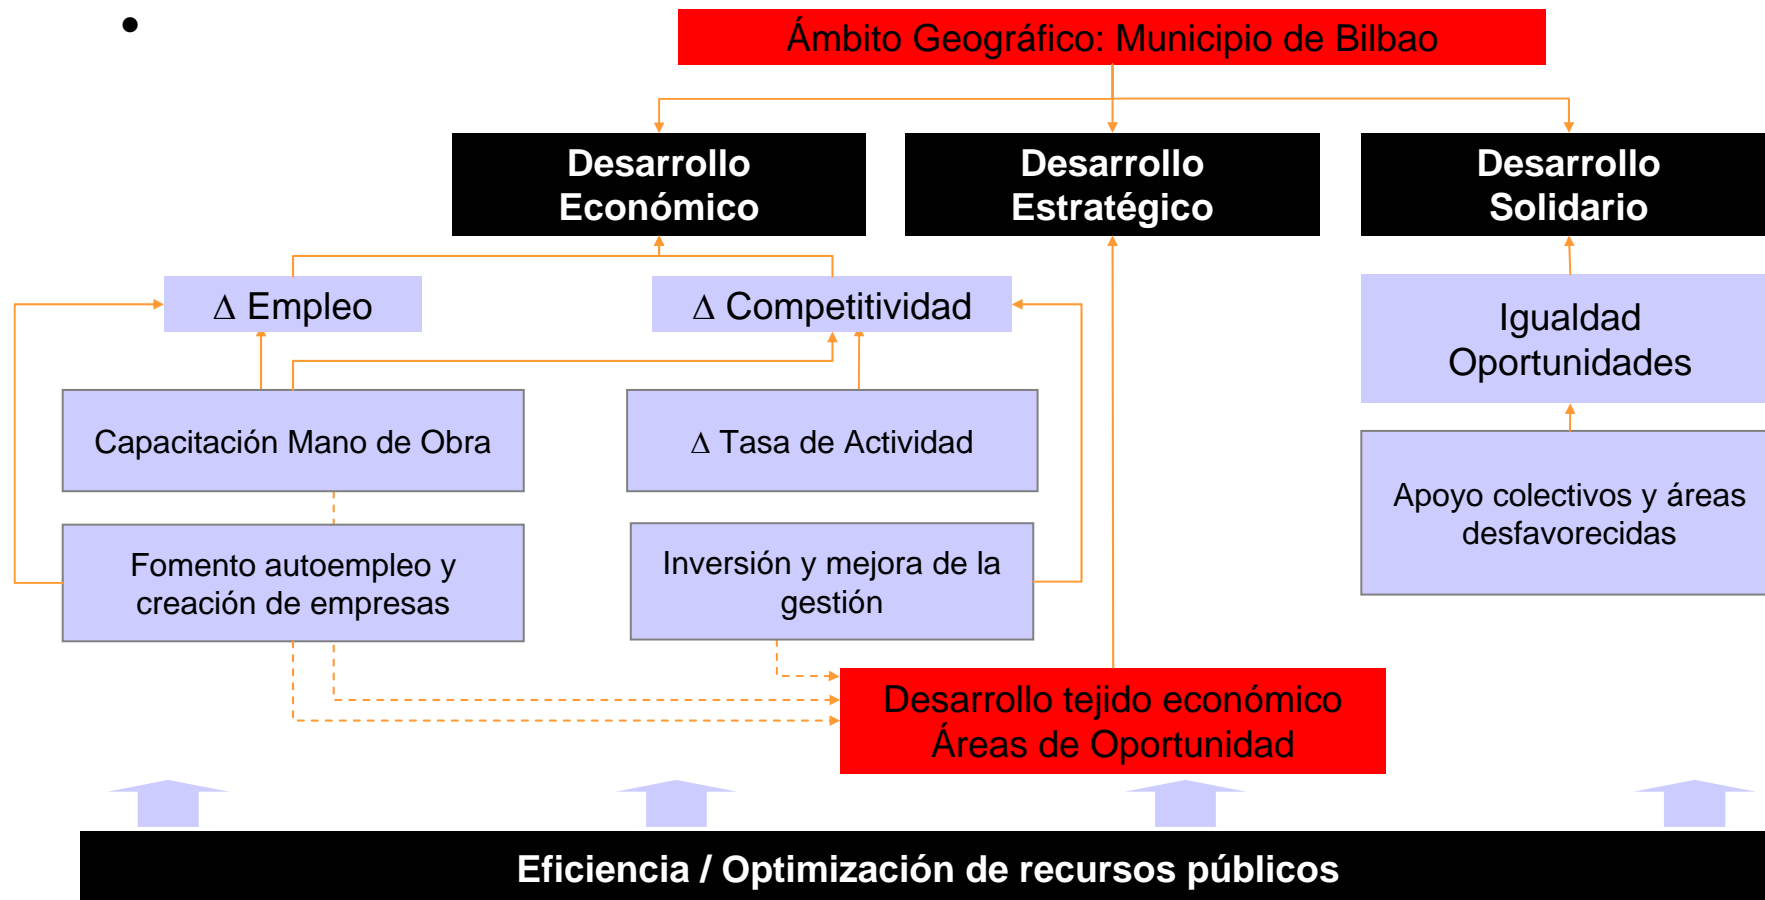 •
Ámbito Geográfico: Municipio de Bilbao
Desarrollo
Económico
Desarrollo
Estratégico
Desarrollo
Solidario
Δ Empleo
Δ Competitividad
Igualdad
Oportunidades
Capacitación Mano de Obra
Δ Tasa de Actividad
Apoyo colectivos y áreas
desfavorecidas
Fomento autoempleo y
creación de empresas
Inversión y mejora de la
gestión
Desarrollo tejido económico
Áreas de Oportunidad
Eficiencia / Optimización de recursos públicos